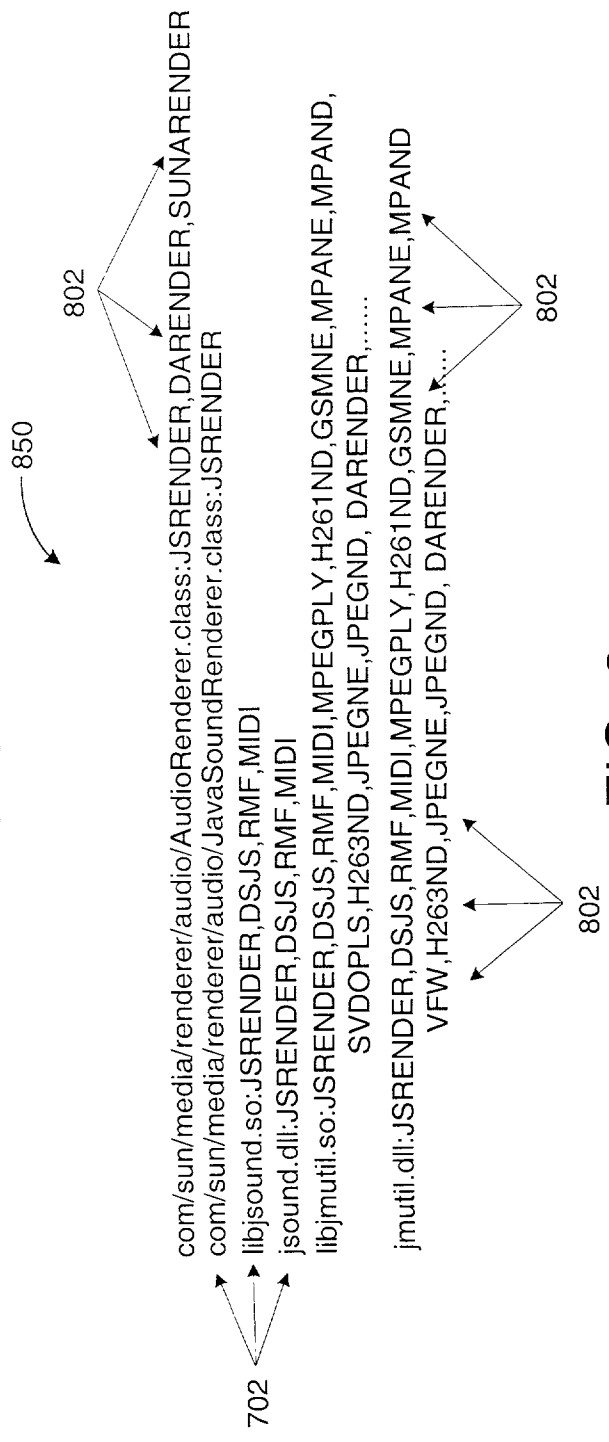 850
802
com/sun/media/renderer/audio/AudioRenderer.class:JSRENDER,DARENDER,SUNARENDER
com/sun/media/renderer/audio/JavaSoundRenderer.class:JSRENDER
libjsound.so:JSRENDER,DSJS,RMF,MIDI
702
jsound.dll:JSRENDER,DSJS,RMF,MIDI
libjmutil.so:JSRENDER,DSJS,RMF,MIDI,MPEGPLY,H261ND,GSMNE,MPANE,MPAND,
SVDOPLS,H263ND,JPEGNE,JPEGND, DARENDER,......
jmutil.dll:JSRENDER,DSJS,RMF,MIDI,MPEGPLY,H261ND,GSMNE,MPANE,MPAND
VFW,H263ND,JPEGNE,JPEGND, DARENDER,......
802
802